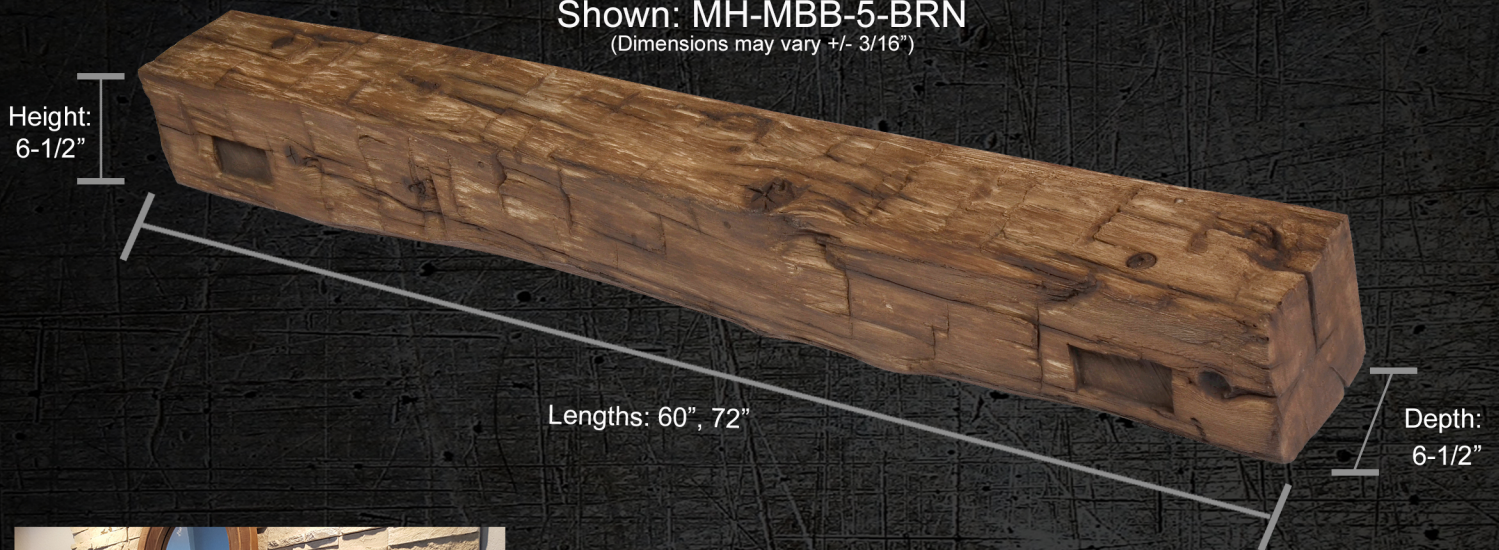 Shown: MH-MBB-5-BRN
(Dimensions may vary +/- 3/16”)
Height:
6-1/2”
Lengths: 60”, 72”
Depth:
6-1/2”